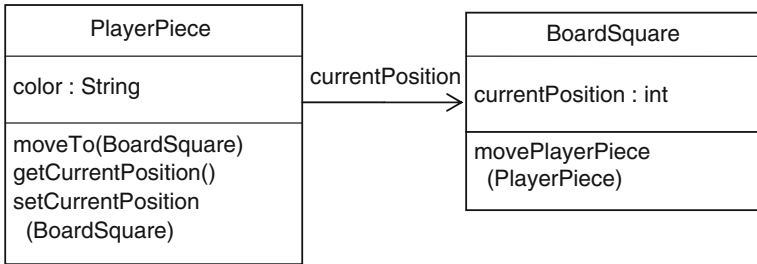 PlayerPiece
color : String
moveTo(BoardSquare)
getCurrentPosition()
setCurrentPosition
(BoardSquare)
currentPosition
BoardSquare
currentPosition : int
movePlayerPiece
(PlayerPiece)